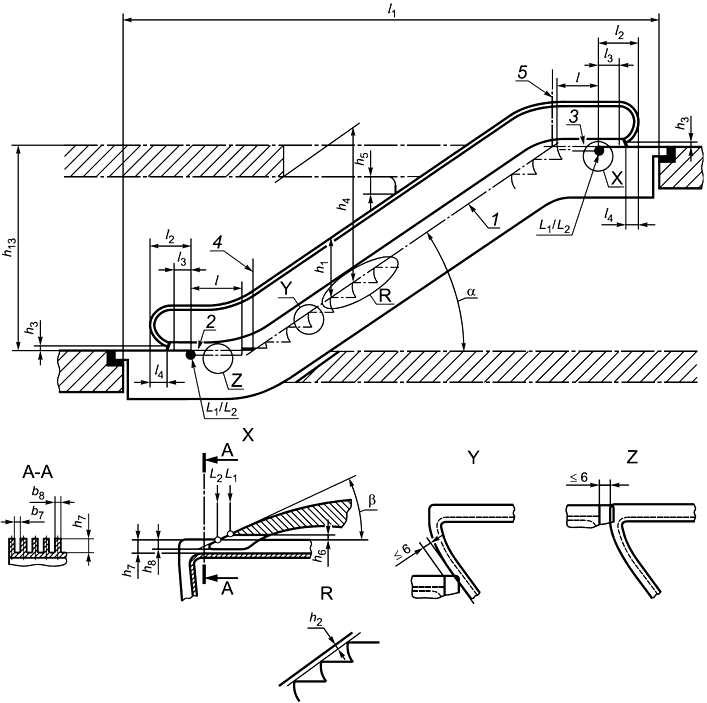 l₁
l₂
l₃
5
l
3
h₃
h₅
h₄
X
h₁₃
1
L₁/L₂
l₄
l₂
l₃
4
l
h₁
Y
R
α
h₃
2
Z
l₄
L₁/L₂
X
A-A
A
L₂ L₁
Y
Z
b₈
b₇
h₇
β
≤ 6
h₇
h₈
h₆
≤ 6
A
R
h₂